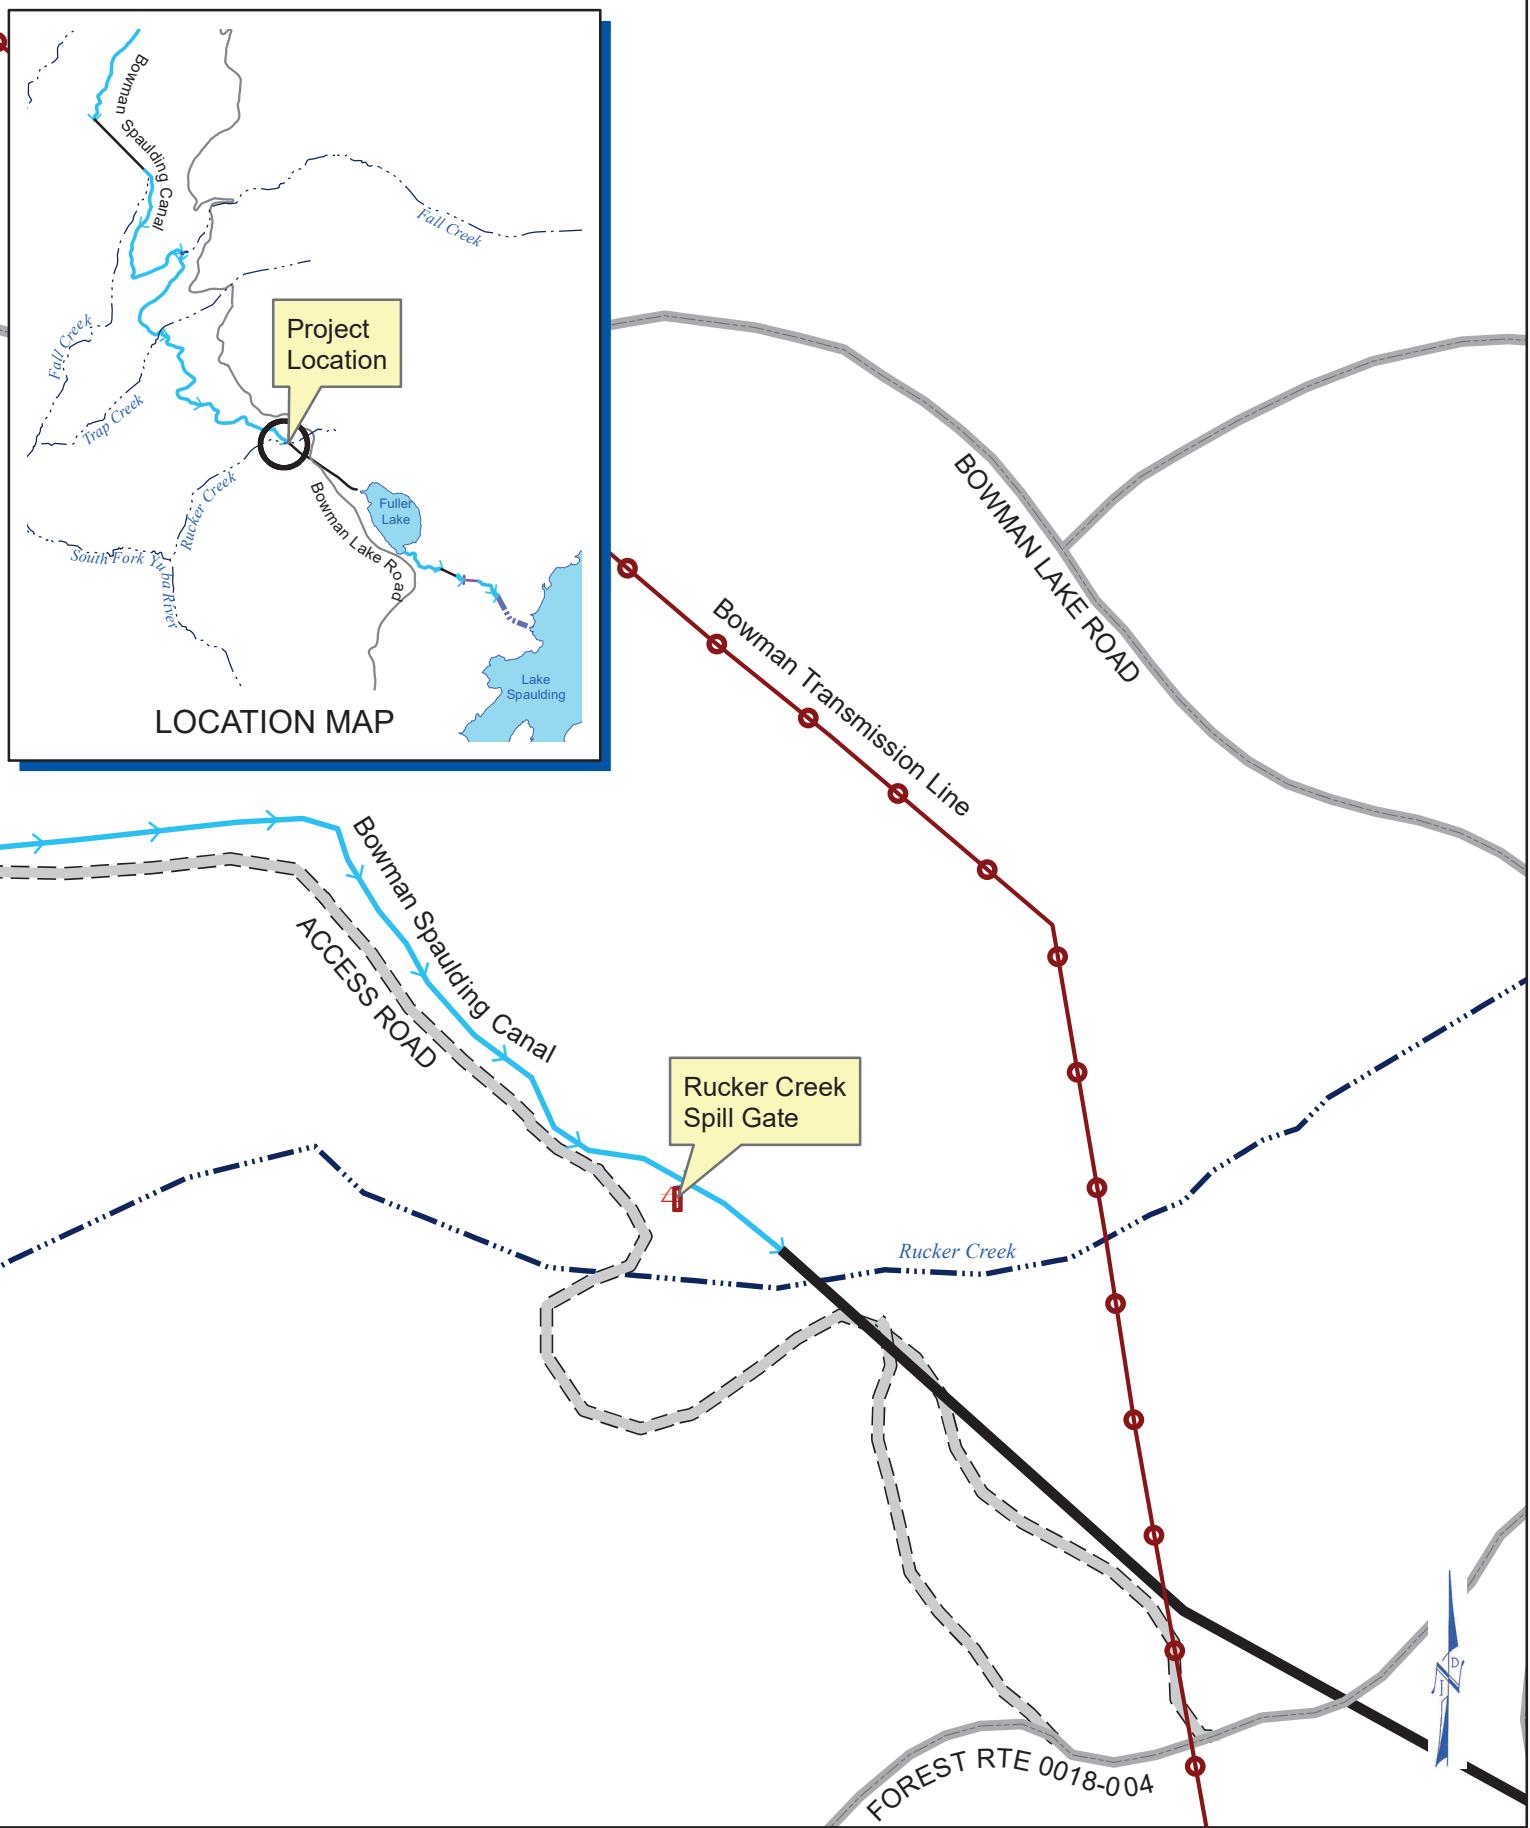 Bowman Spaulding Canal
Fall Creek
Project
Location
Fall Creek
Trap Creek
Rucker Creek
Fuller
Lake
Bowman Lake Road
South Fork Yuba River
Lake
Spaulding
LOCATION MAP
BOWMAN LAKE ROAD
Bowman Transmission Line
Bowman Spaulding Canal
ACCESS ROAD
Rucker Creek
Spill Gate
Rucker Creek
FOREST RTE 0018-004
N
I D